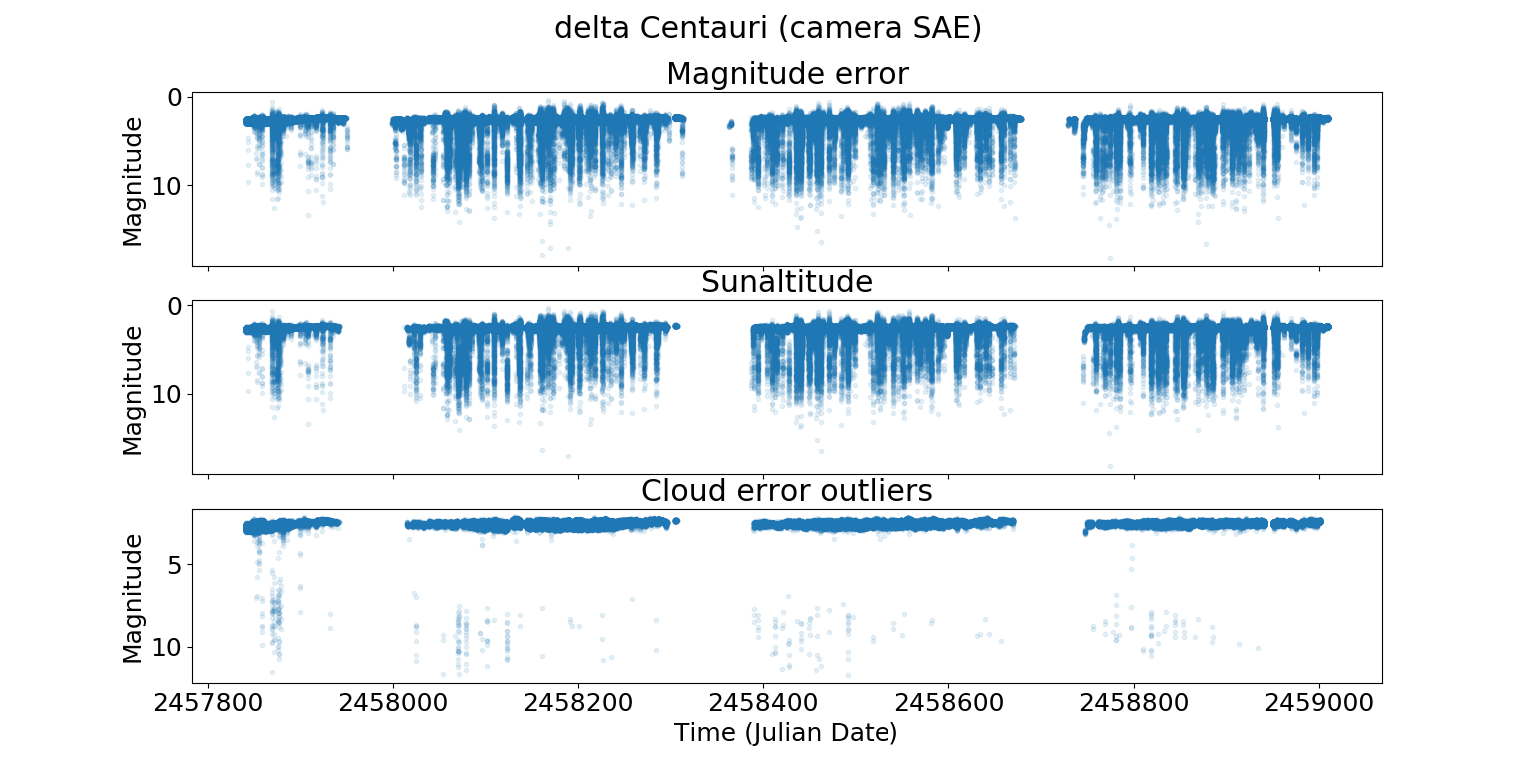 delta Centauri (camera SAE)
Magnitude error
0
10
Magnitude
Sunaltitude
0
10
Magnitude
Cloud error outliers
5
10
Magnitude
2457800 2458000 2458200 2458400 2458600 2458800 2459000
Time (Julian Date)